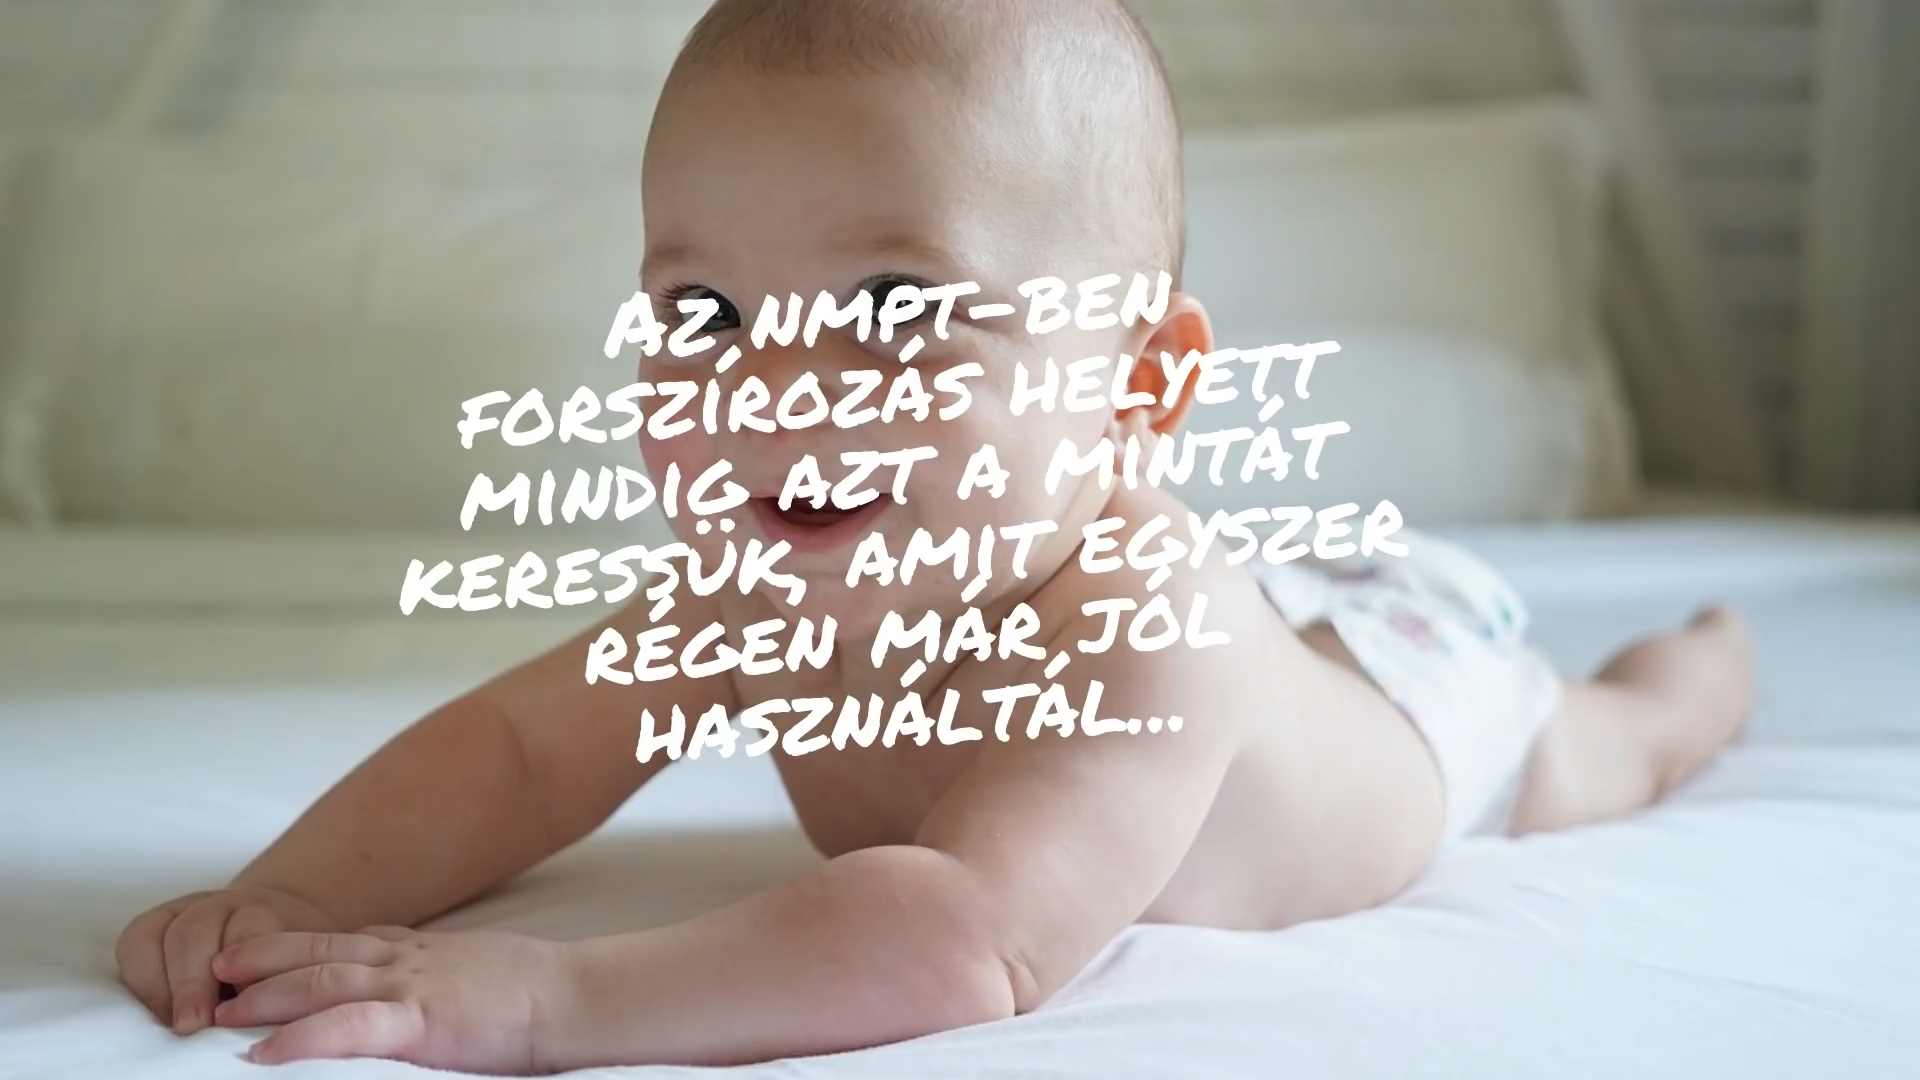 AZ NMPT-BEN
FORSZÍROZÁS HELYETT
MINDIG AZT A MINTÁT
KERESSÜK, AMIT EGYSZER
RÉGEN MÁR JÓL
HASZNÁLTÁL...